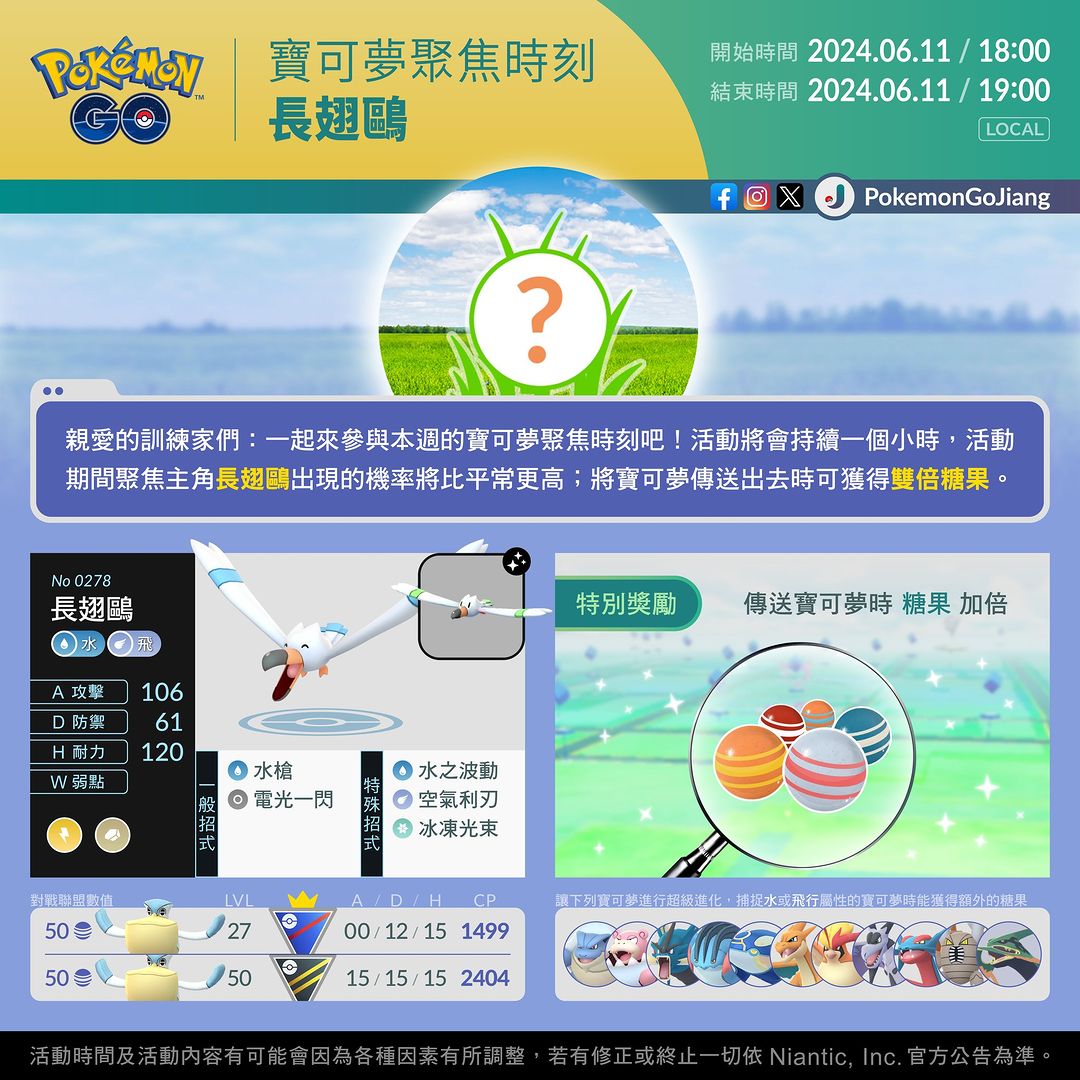 POKéMON GO
TM
寶可夢聚焦時刻
長翅鷗
開始時間 2024.06.11 / 18:00
結束時間 2024.06.11 / 19:00
LOCAL
PokemonGoJiang
?
親愛的訓練家們：一起來參與本週的寶可夢聚焦時刻吧！活動將會持續一個小時，活動
期間聚焦主角長翅鷗出現的機率將比平常更高；將寶可夢傳送出去時可獲得雙倍糖果。
No 0278
長翅鷗
水 飛
A 攻擊 106
D 防禦 61
H 耐力 120
W 弱點
一般招式
水槍
電光一閃
特殊招式
水之波動
空氣利刃
冰凍光束
特別獎勵
傳送寶可夢時 糖果 加倍
對戰聯盟數值 LVL A / D / H CP
50 27 00 / 12 / 15 1499
50 50 15 / 15 / 15 2404
讓下列寶可夢進行超級進化，捕捉水或飛行屬性的寶可夢時能獲得額外的糖果
活動時間及活動內容有可能會因為各種因素有所調整，若有修正或終止一切依 Niantic, Inc. 官方公告為準。